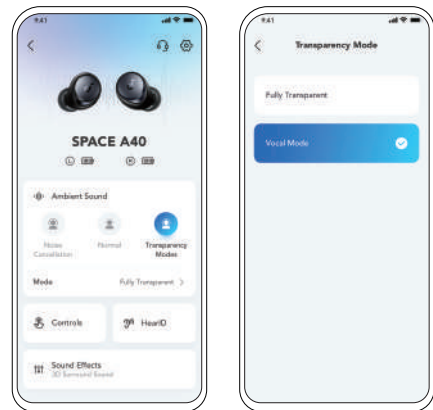 9:41
SPACE A40
Ambient Sound
Noise Cancellation
Normal
Transparency Modes
Mode
Fully Transparent
Controls
HearID
Sound Effects
3D Surround Sound
9:41
Transparency Mode
Fully Transparent
Vocal Mode